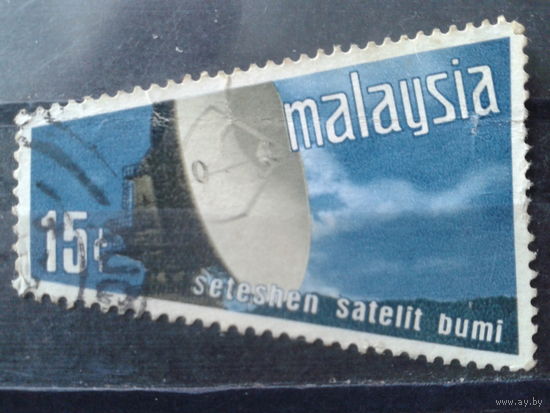 malaysia
15¢
seteshen satelit bumi
www.ay.by